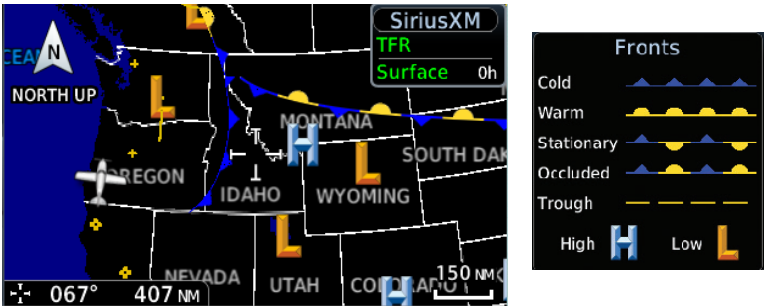 SiriusXM
TFR
Surface 0h
OCEAN
N
NORTH UP
L
L
MONTANA
H
L
SOUTH DAK
OREGON
IDAHO
WYOMING
L
NEVADA
UTAH
COLORADO
H
150 NM
067° 407 NM
Fronts
Cold
Warm
Stationary
Occluded
Trough
High H Low L